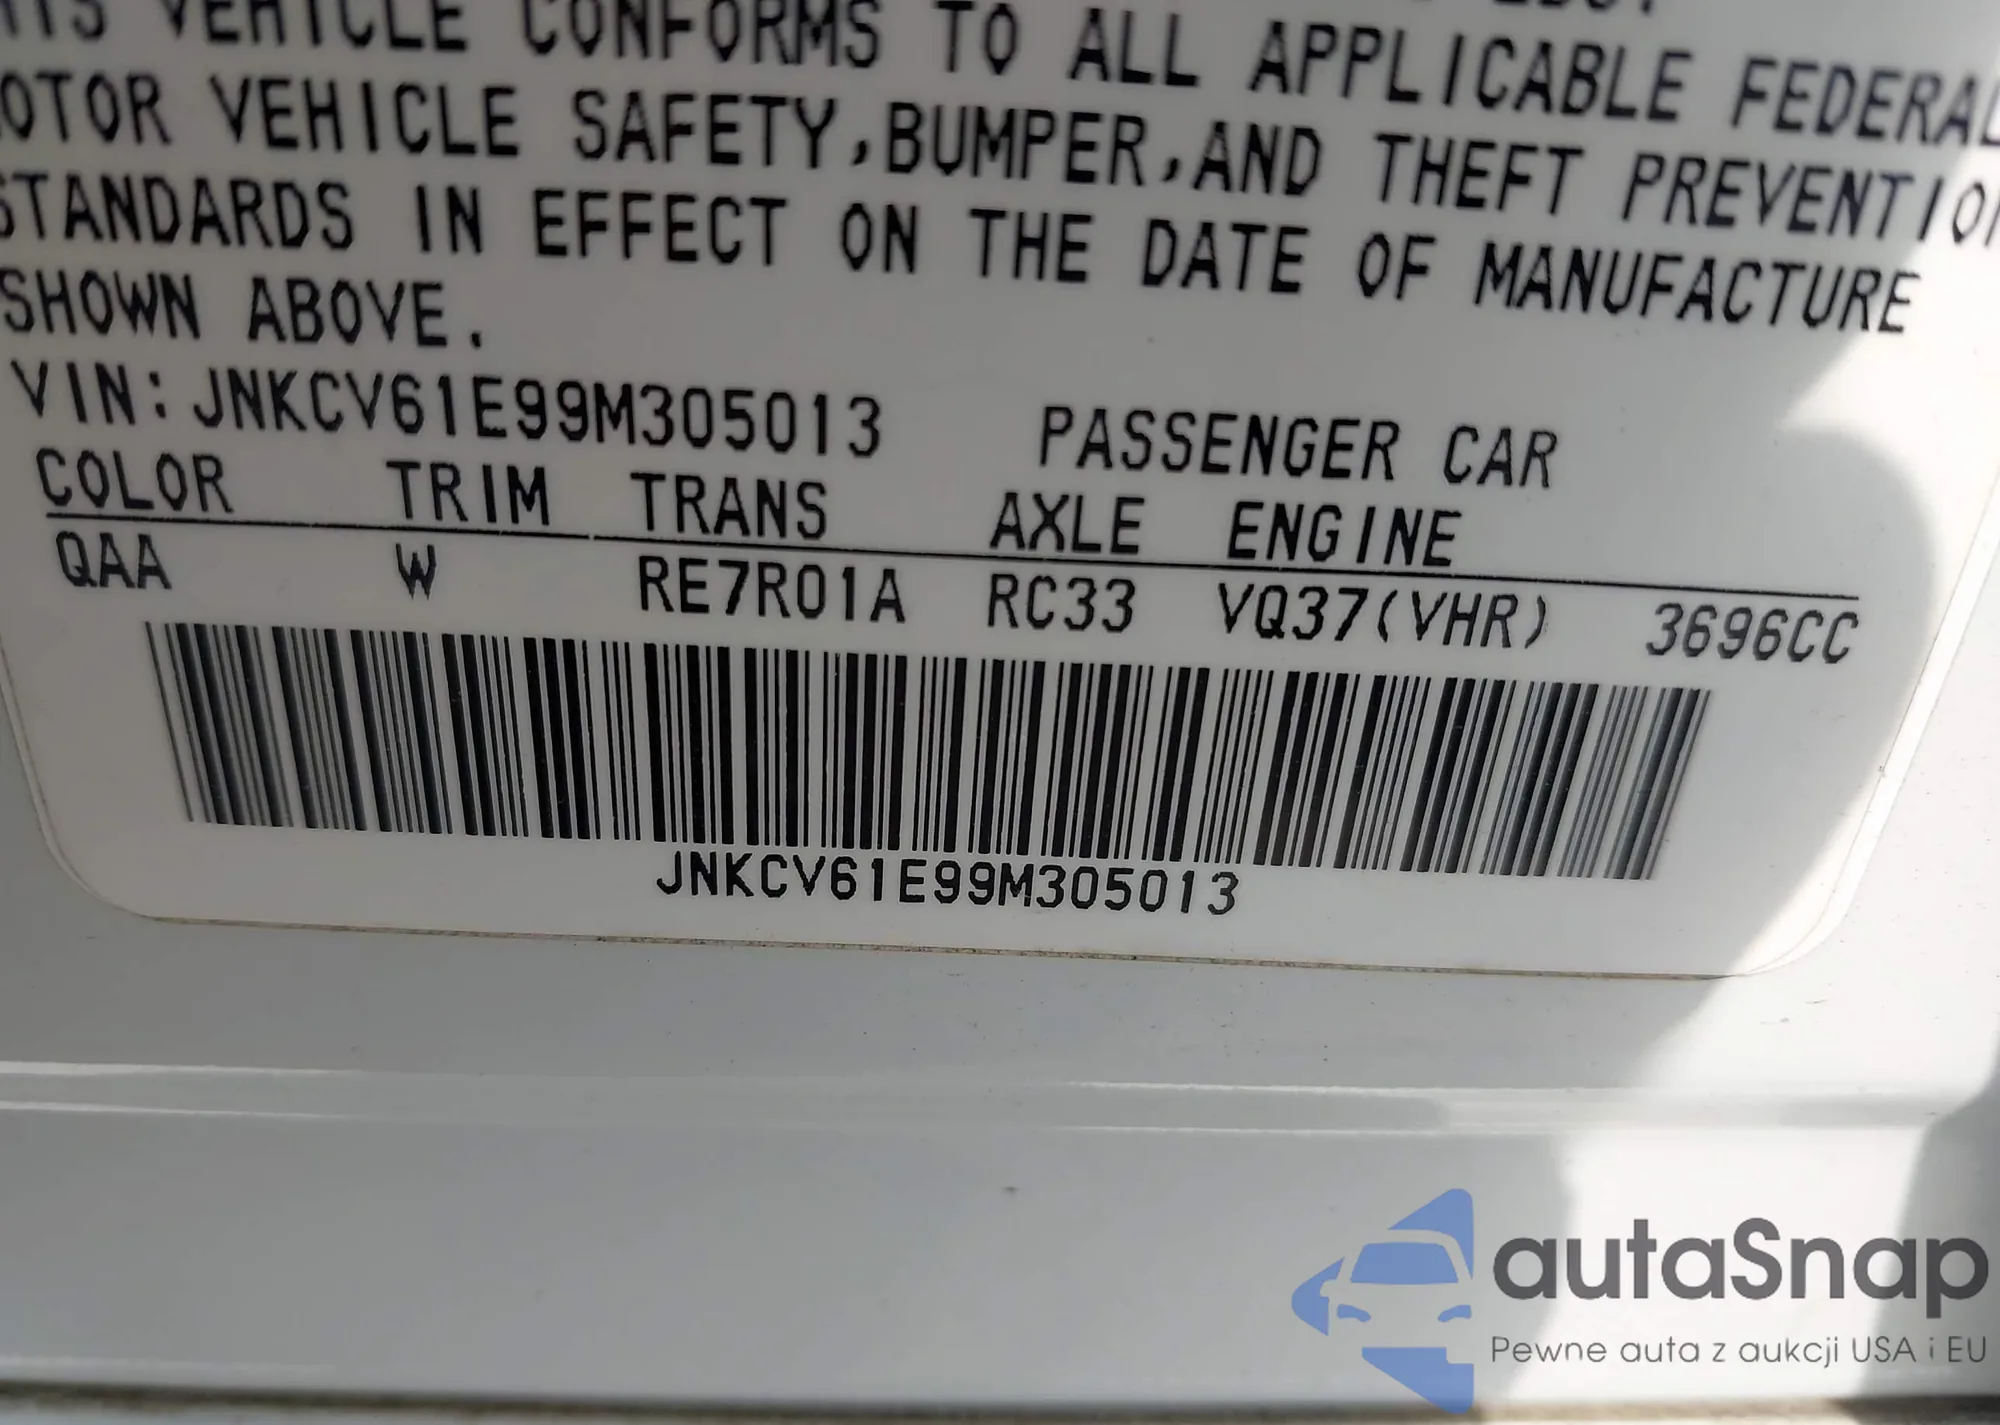 VEHICLE CONFORMS TO ALL APPLICABLE FEDERAL
OTOR VEHICLE SAFETY,BUMPER,AND THEFT PREVENTIO
STANDARDS IN EFFECT ON THE DATE OF MANUFACTURE
SHOWN ABOVE.
VIN:JNKCV61E99M305013 PASSENGER CAR
COLOR TRIM TRANS AXLE ENGINE
QAA W RE7R01A RC33 VQ37(VHR) 3696CC
JNKCV61E99M305013
autaSnap
Pewne auta z aukcji USA i EU